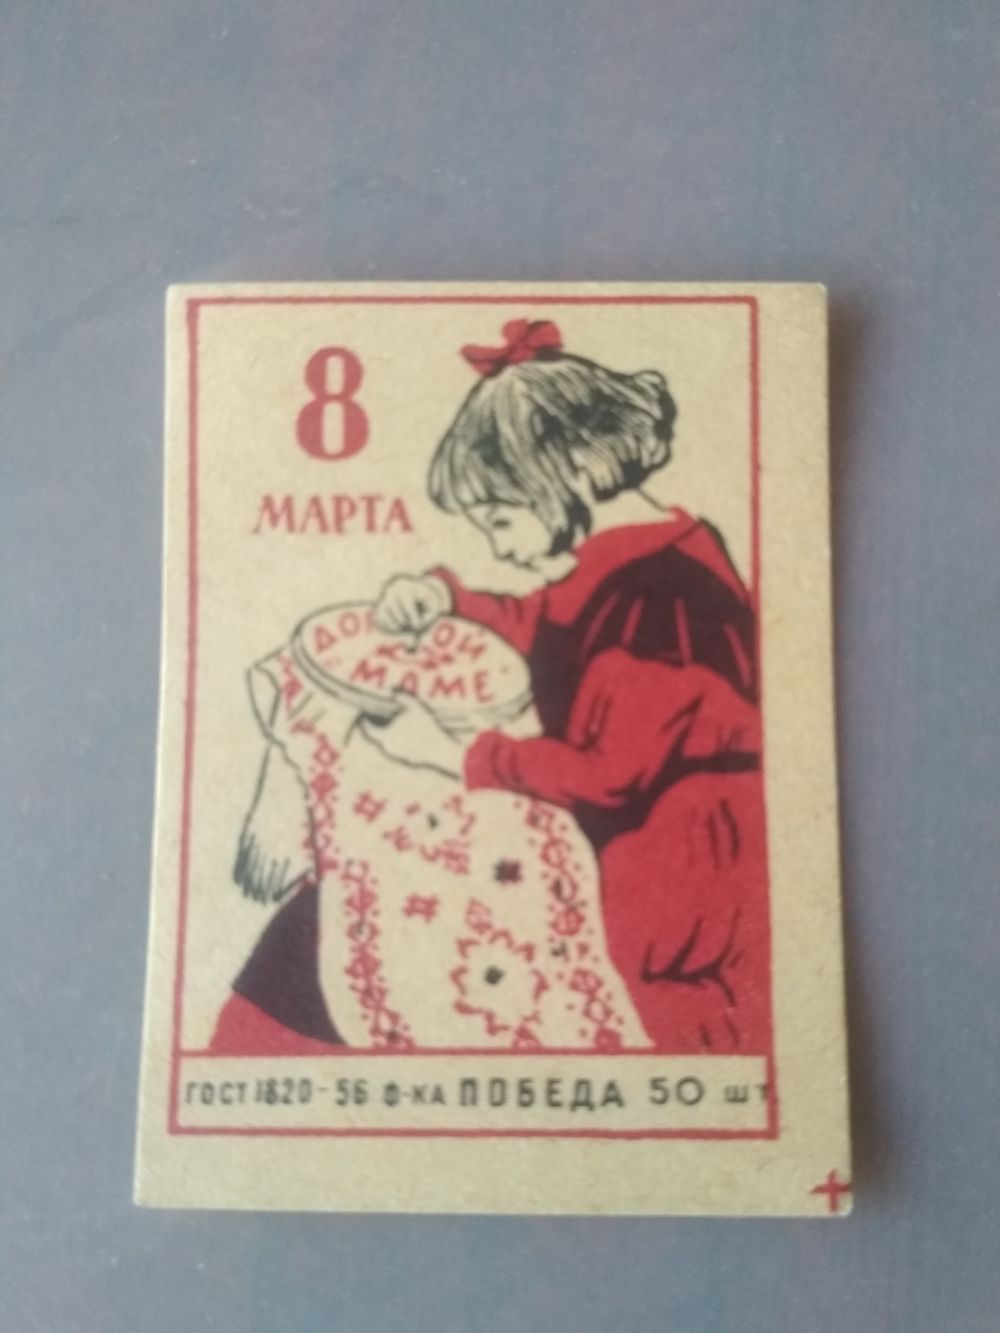 8
МАРТА
ДОРОГОЙ
МАМЕ
ГОСТ 1820-56 Ф-КА ПОБЕДА 50 ШТ